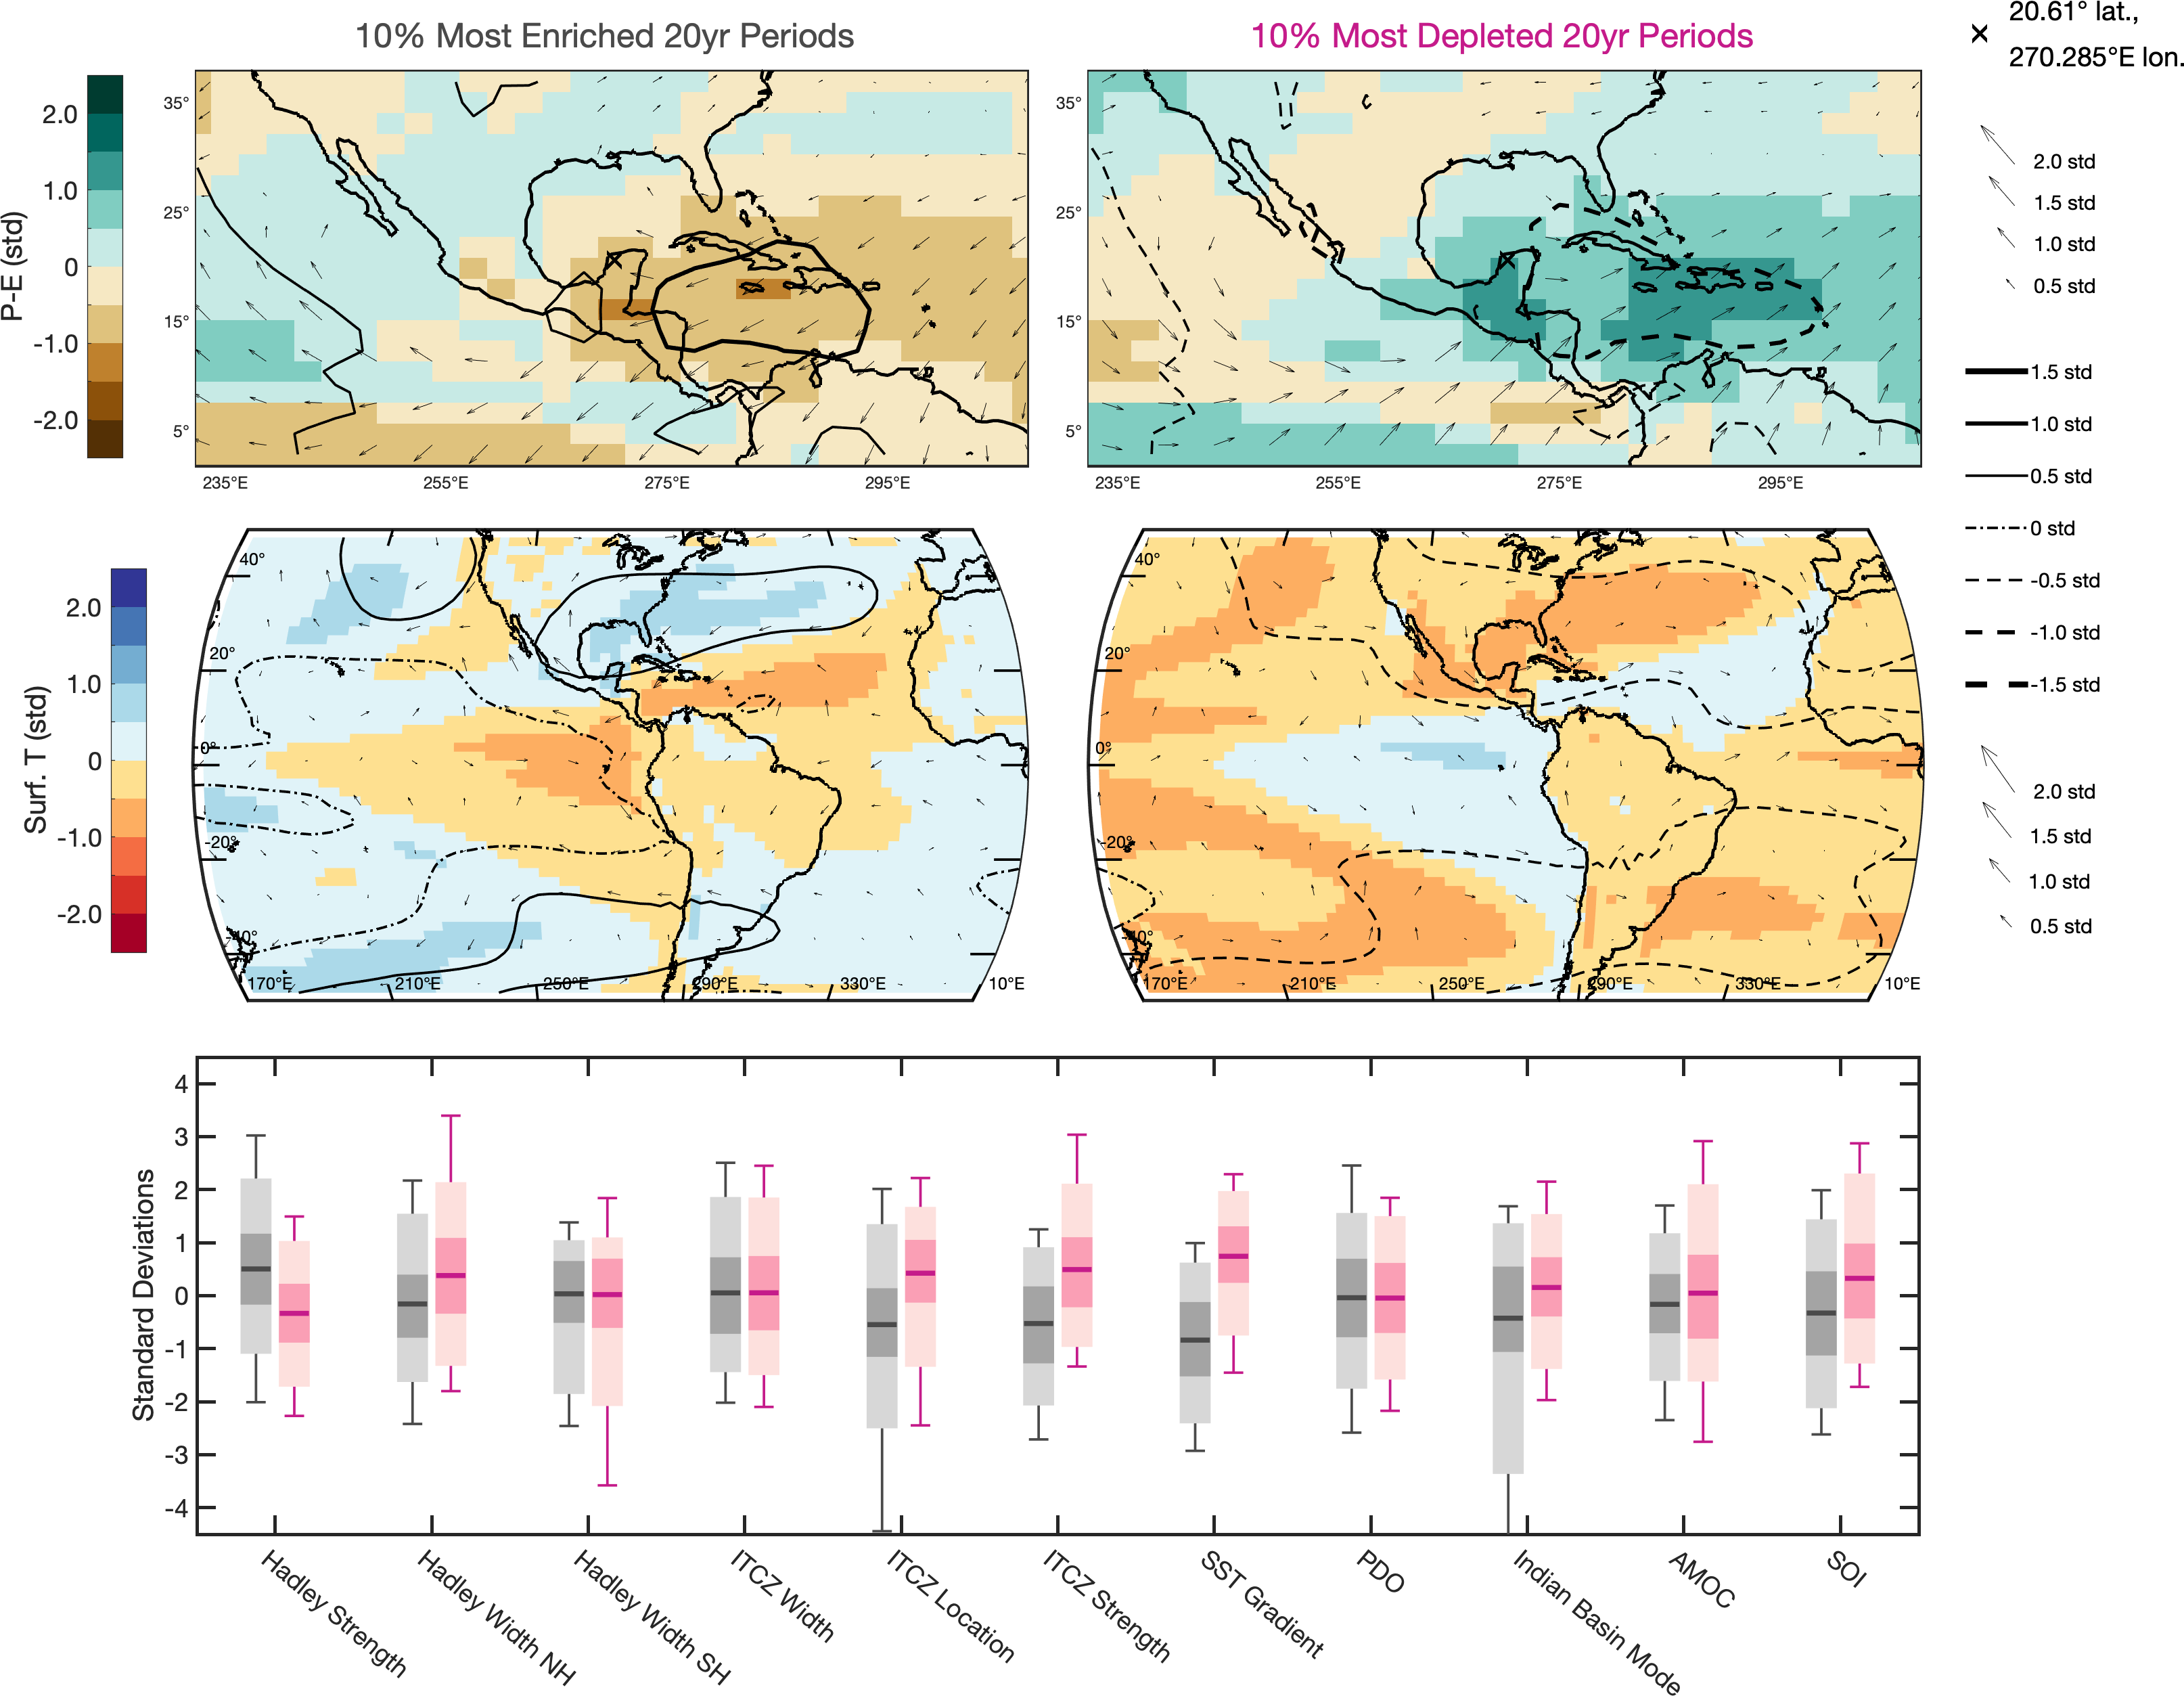 10% Most Enriched 20yr Periods
10% Most Depleted 20yr Periods
20.61° lat.,
270.285°E lon.
P-E (std)
2.0
1.0
0
-1.0
-2.0
35°
25°
15°
5°
235°E 255°E 275°E 295°E
35°
25°
15°
5°
235°E 255°E 275°E 295°E
2.0 std
1.5 std
1.0 std
0.5 std
1.5 std
1.0 std
0.5 std
0 std
-0.5 std
-1.0 std
-1.5 std
Surf. T (std)
2.0
1.0
0
-1.0
-2.0
40°
20°
0°
-20°
-40°
170°E 210°E 250°E 290°E 330°E 10°E
40°
20°
0°
-20°
-40°
170°E 210°E 250°E 290°E 330°E 10°E
2.0 std
1.5 std
1.0 std
0.5 std
Standard Deviations
4
3
2
1
0
-1
-2
-3
-4
Hadley Strength
Hadley Width NH
Hadley Width SH
ITCZ Width
ITCZ Location
ITCZ Strength
SST Gradient
PDO
Indian Basin Mode
AMOC
SOI